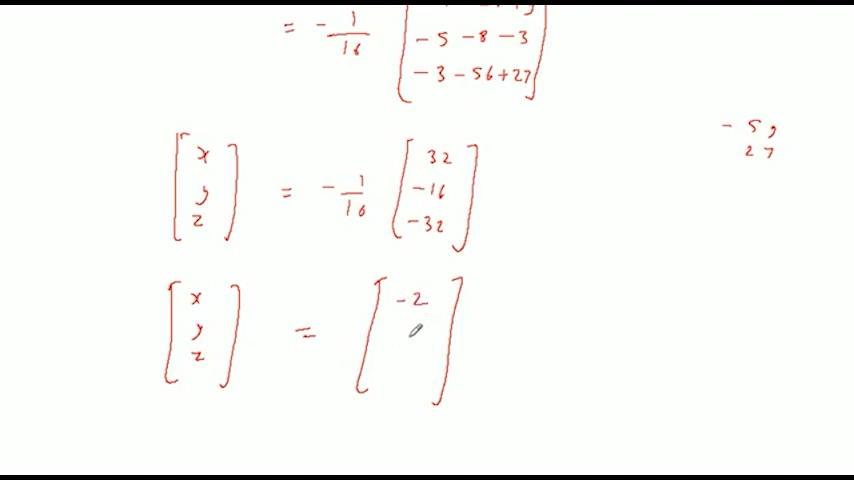 = - 1/16 [
- 5 - 8 - 3
- 3 - 56 + 27 ]
- 59
27
[ x y z ] = - 1/16 [ 32 -16 -32 ]
[ x y z ] = [ -2 ]